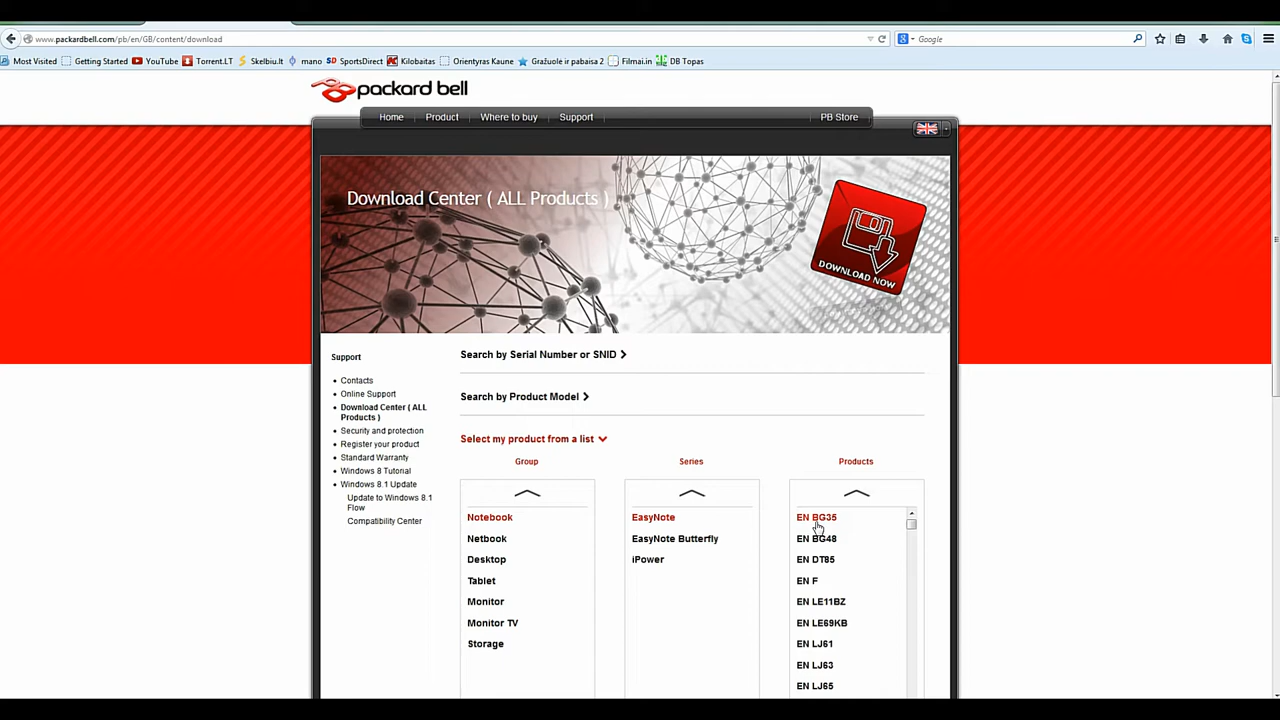 www.packardbell.com/pb/en/GB/content/download
Google
Most Visited Getting Started YouTube Torrent.LT Skelbiu.lt mano SportsDirect Kilobaitas Orientyras Kaune Gražuole ir pabaisa 2 Filmai.in DB Topas
packard bell
Home Product Where to buy Support PB Store
Download Center ( ALL Products )
DOWNLOAD NOW
Support
Contacts
Online Support
Download Center ( ALL
Products )
Security and protection
Register your product
Standard Warranty
Windows 8 Tutorial
Windows 8.1 Update
Update to Windows 8.1
Flow
Compatibility Center
Search by Serial Number or SNID
Search by Product Model
Select my product from a list
Group Series Products
Notebook EasyNote EN BG35
Netbook EasyNote Butterfly EN BG48
Desktop iPower EN DT85
Tablet EN F
Monitor EN LE11BZ
Monitor TV EN LE69KB
Storage EN LJ61
EN LJ63
EN LJ65